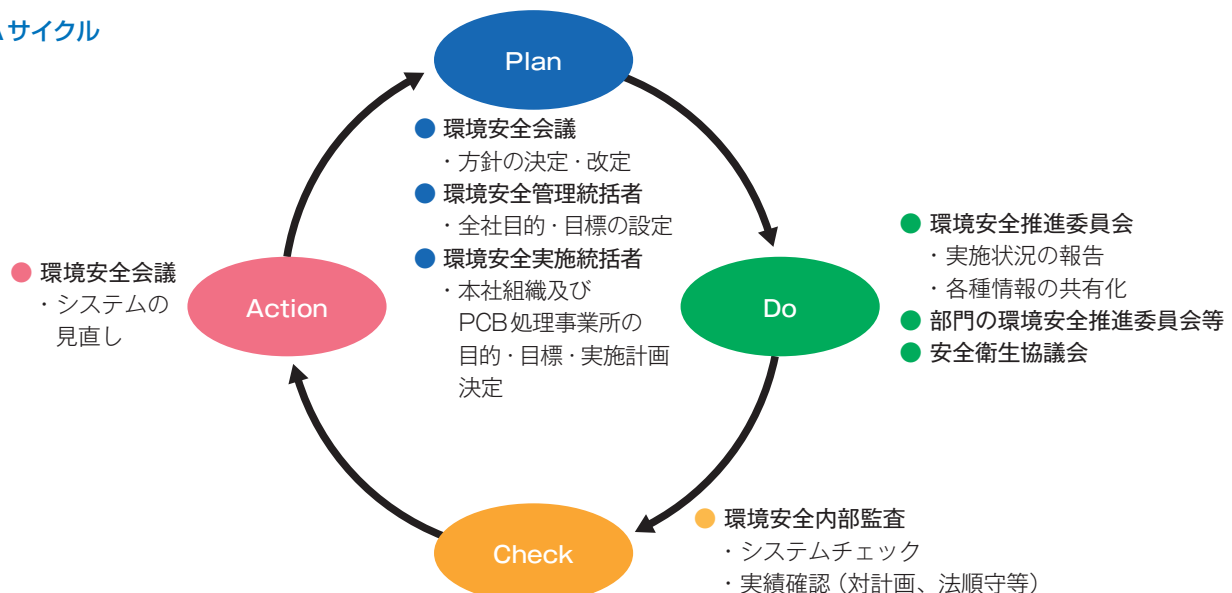 サイクル
Plan
● 環境安全会議
・方針の決定・改定
● 環境安全管理統括者
・全社目的・目標の設定
● 環境安全実施統括者
・本社組織及び
PCB処理事業所の
目的・目標・実施計画
決定
Do
● 環境安全推進委員会
・実施状況の報告
・各種情報の共有化
● 部門の環境安全推進委員会等
● 安全衛生協議会
Check
● 環境安全内部監査
・システムチェック
・実績確認（対計画、法順守等）
Action
● 環境安全会議
・システムの
見直し